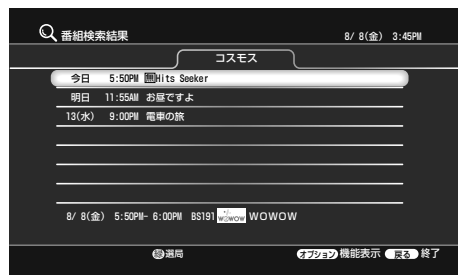 番組検索結果 8/ 8(金) 3:45PM
コスモス
今日 5:50PM 無Hits Seeker
明日 11:55AM お昼ですよ
13(水) 9:00PM 電車の旅
8/ 8(金) 5:50PM- 6:00PM BS191 WOWOW WOWOW
決定選局 オプション 機能表示 戻る 終了